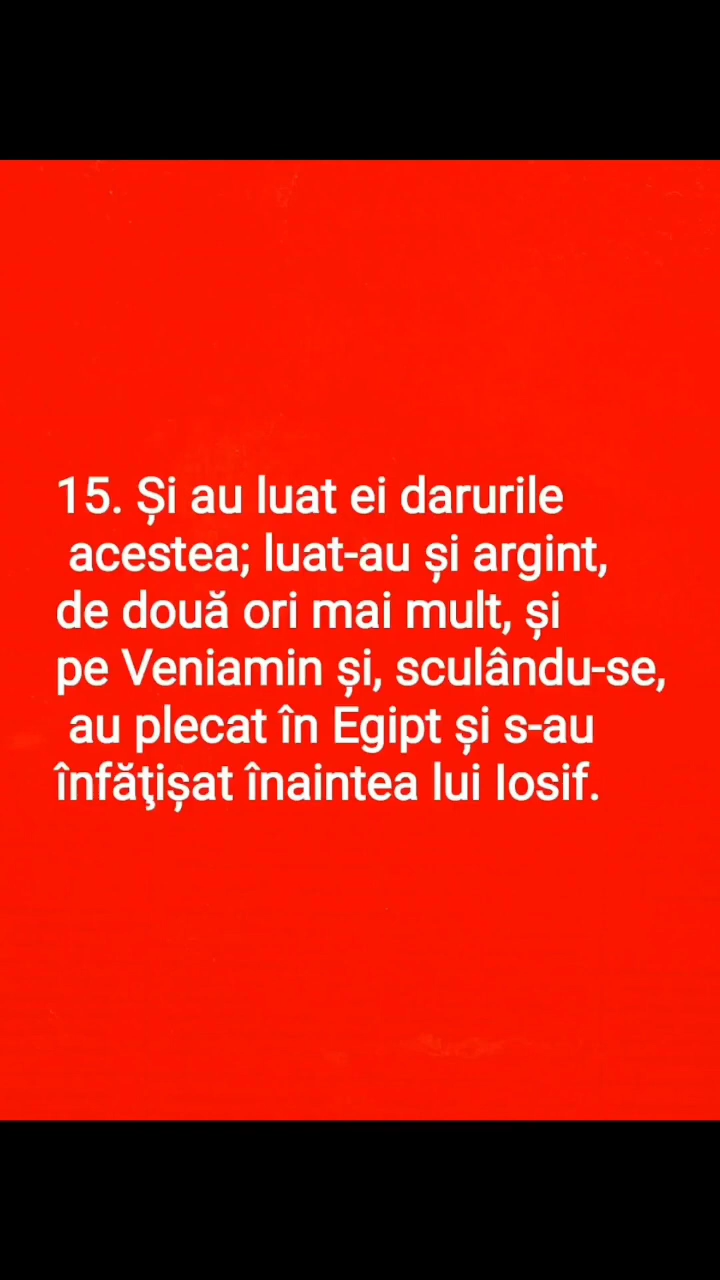 15. Și au luat ei darurile
acestea; luat-au și argint,
de două ori mai mult, și
pe Veniamin și, sculându-se,
au plecat în Egipt și s-au
înfăţișat înaintea lui Iosif.